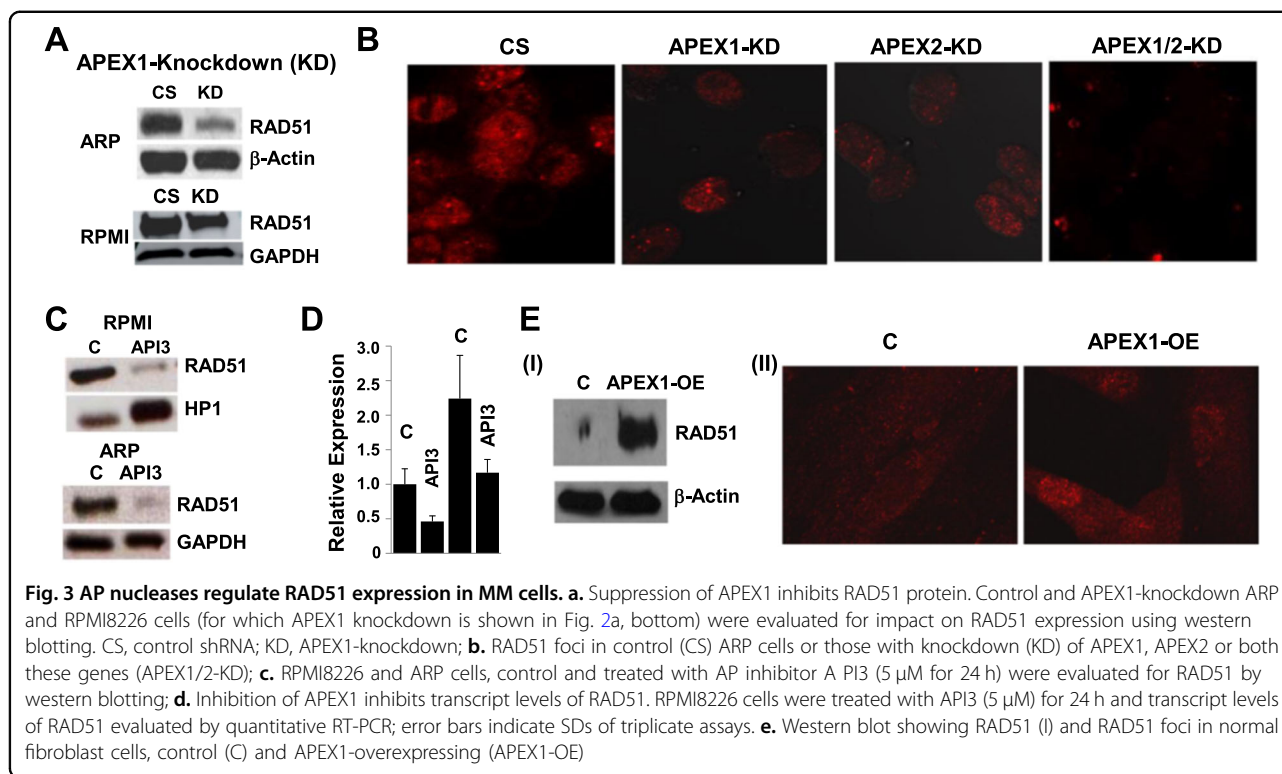 A
APEX1-Knockdown (KD)
CS KD
ARP
RAD51
β-Actin
CS KD
RPMI
RAD51
GAPDH
B
CS
APEX1-KD
APEX2-KD
APEX1/2-KD
C
RPMI
C API3
RAD51
HP1
ARP
C API3
RAD51
GAPDH
D
Relative Expression
3.0
2.5
2.0
1.5
1.0
0.5
0
C
API3
C
API3
E
(I)
C APEX1-OE
RAD51
β-Actin
(II)
C
APEX1-OE
Fig. 3 AP nucleases regulate RAD51 expression in MM cells. a. Suppression of APEX1 inhibits RAD51 protein. Control and APEX1-knockdown ARP
and RPMI8226 cells (for which APEX1 knockdown is shown in Fig. 2a, bottom) were evaluated for impact on RAD51 expression using western
blotting. CS, control shRNA; KD, APEX1-knockdown; b. RAD51 foci in control (CS) ARP cells or those with knockdown (KD) of APEX1, APEX2 or both
these genes (APEX1/2-KD); c. RPMI8226 and ARP cells, control and treated with AP inhibitor A PI3 (5 µM for 24 h) were evaluated for RAD51 by
western blotting; d. Inhibition of APEX1 inhibits transcript levels of RAD51. RPMI8226 cells were treated with API3 (5 µM) for 24 h and transcript levels
of RAD51 evaluated by quantitative RT-PCR; error bars indicate SDs of triplicate assays. e. Western blot showing RAD51 (I) and RAD51 foci in normal
fibroblast cells, control (C) and APEX1-overexpressing (APEX1-OE)